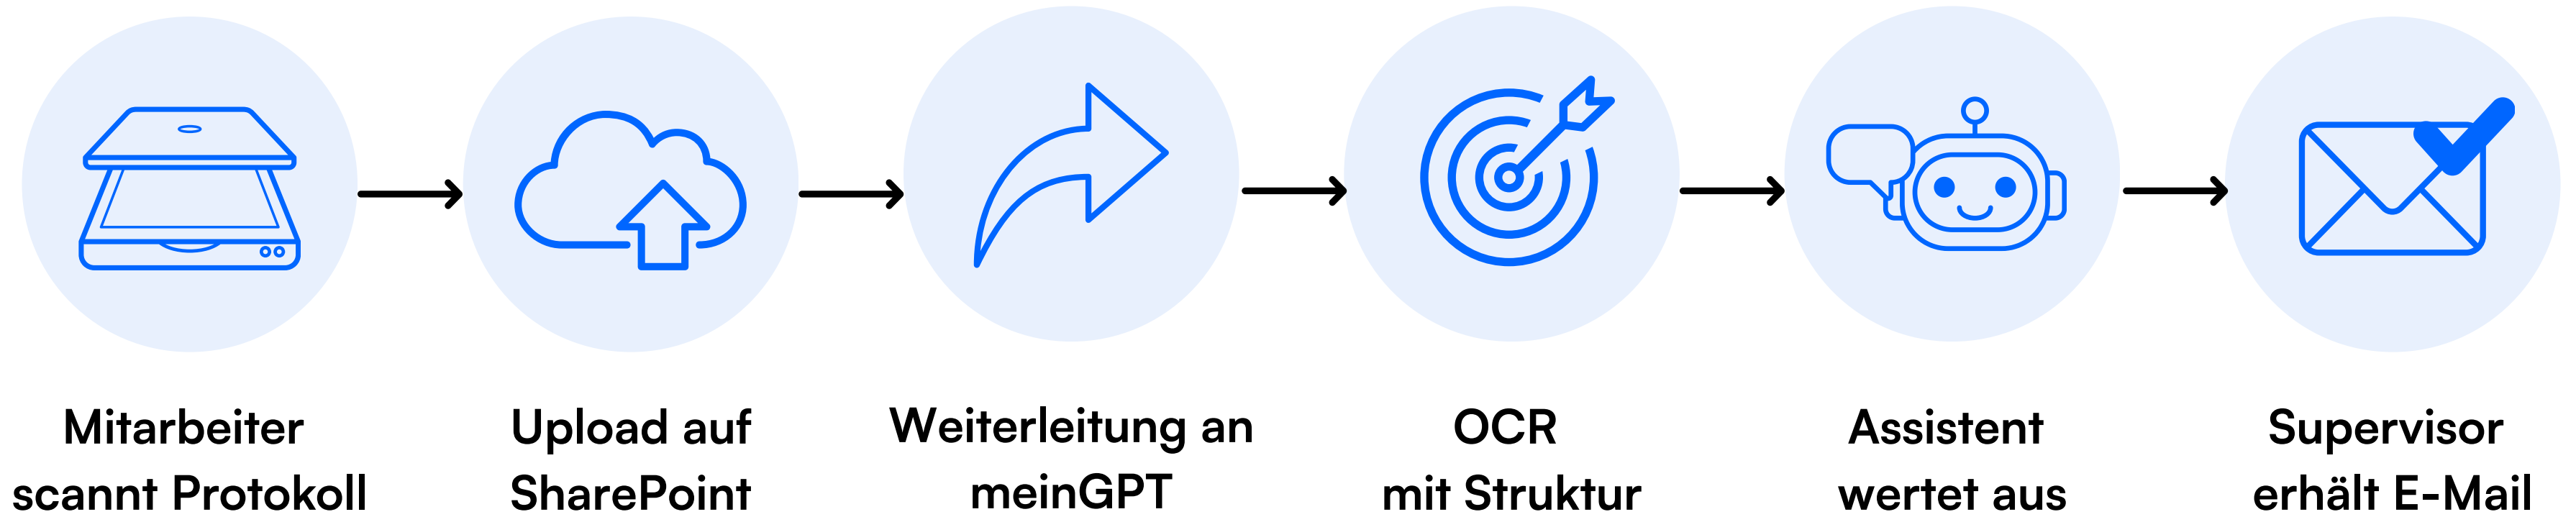 Mitarbeiter
scannt Protokoll
Upload auf
SharePoint
Weiterleitung an
meinGPT
OCR
mit Struktur
Assistent
wertet aus
Supervisor
erhält E-Mail